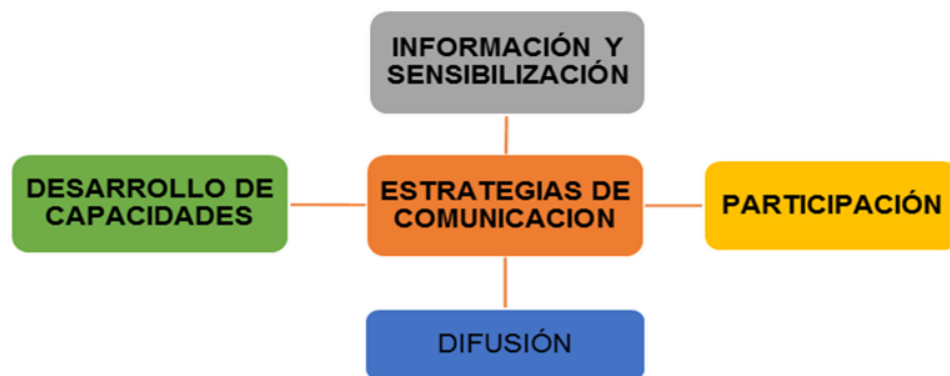 INFORMACIÓN Y
SENSIBILIZACIÓN
DESARROLLO DE
CAPACIDADES
ESTRATEGIAS DE
COMUNICACION
PARTICIPACIÓN
DIFUSIÓN